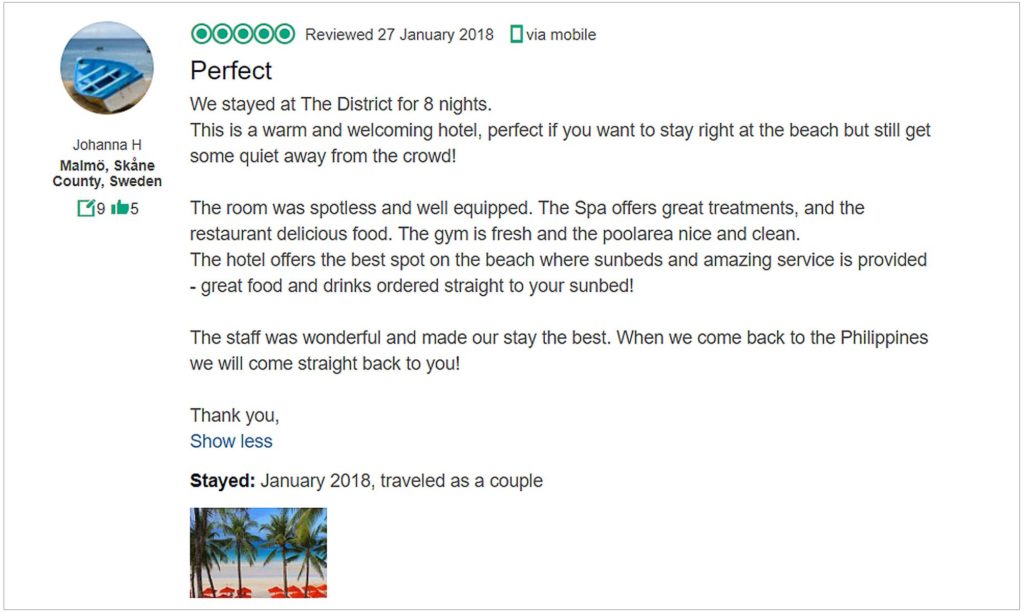 Reviewed 27 January 2018 via mobile
Perfect
We stayed at The District for 8 nights.
This is a warm and welcoming hotel, perfect if you want to stay right at the beach but still get
some quiet away from the crowd!
The room was spotless and well equipped. The Spa offers great treatments, and the
restaurant delicious food. The gym is fresh and the poolarea nice and clean.
The hotel offers the best spot on the beach where sunbeds and amazing service is provided
- great food and drinks ordered straight to your sunbed!
The staff was wonderful and made our stay the best. When we come back to the Philippines
we will come straight back to you!
Thank you,
Show less
Stayed: January 2018, traveled as a couple
Johanna H
Malmö, Skåne
County, Sweden
9 5